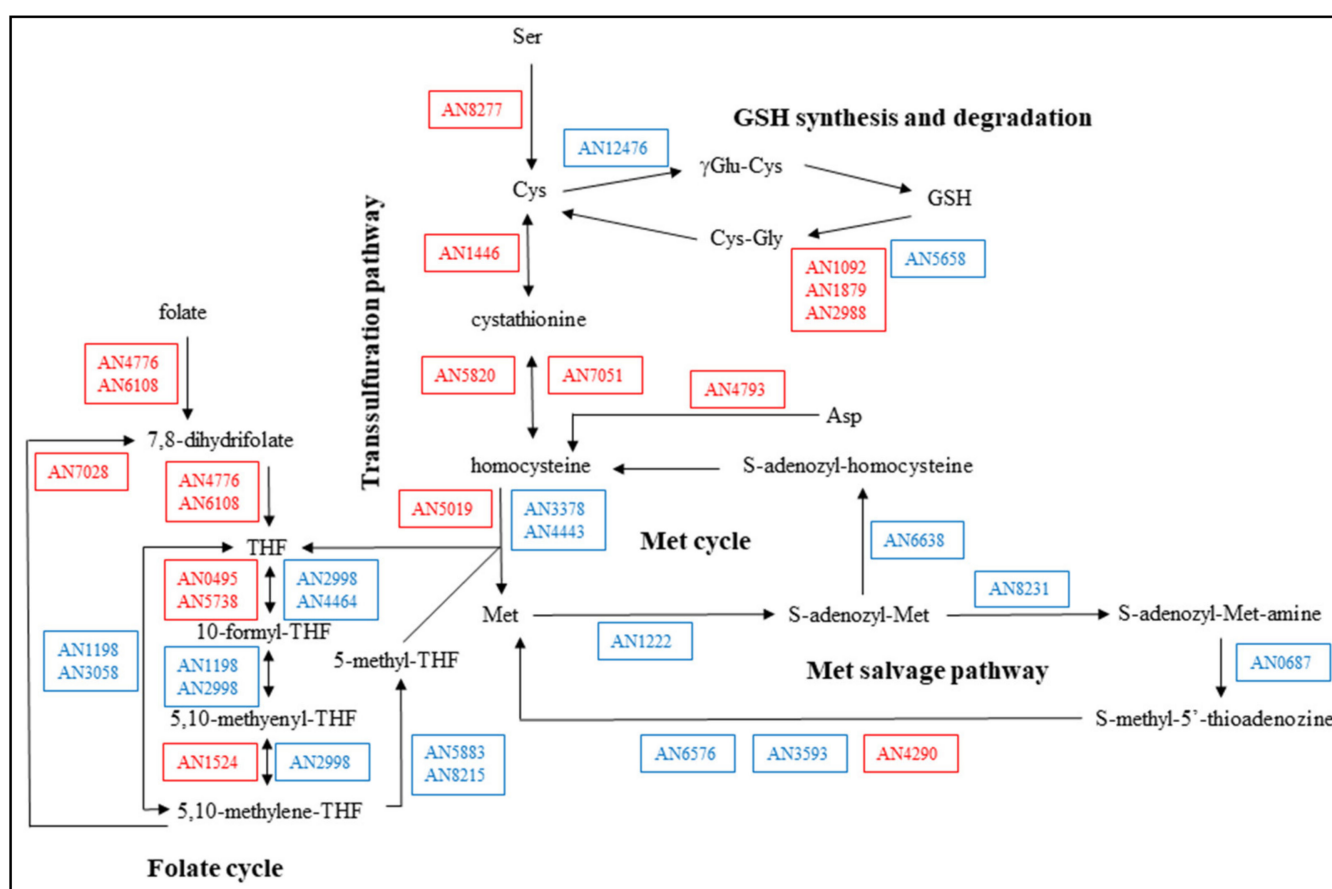 Ser
AN8277
GSH synthesis and degradation
AN12476
γGlu-Cys
Cys
GSH
Cys-Gly
AN5658
AN1092
AN1879
AN2988
Transsulfuration pathway
AN1446
cystathionine
folate
AN4776
AN6108
AN5820
AN7051
AN4793
Asp
7,8-dihydrifolate
AN7028
AN4776
AN6108
homocysteine
S-adenozyl-homocysteine
AN5019
AN3378
AN4443
Met cycle
AN6638
THF
AN0495
AN5738
AN2998
AN4464
AN8231
10-formyl-THF
Met
S-adenozyl-Met
S-adenozyl-Met-amine
AN1222
AN1198
AN3058
AN1198
AN2998
5-methyl-THF
Met salvage pathway
AN0687
5,10-methyenyl-THF
S-methyl-5’-thioadenozine
AN1524
AN2998
AN5883
AN8215
AN6576
AN3593
AN4290
5,10-methylene-THF
Folate cycle